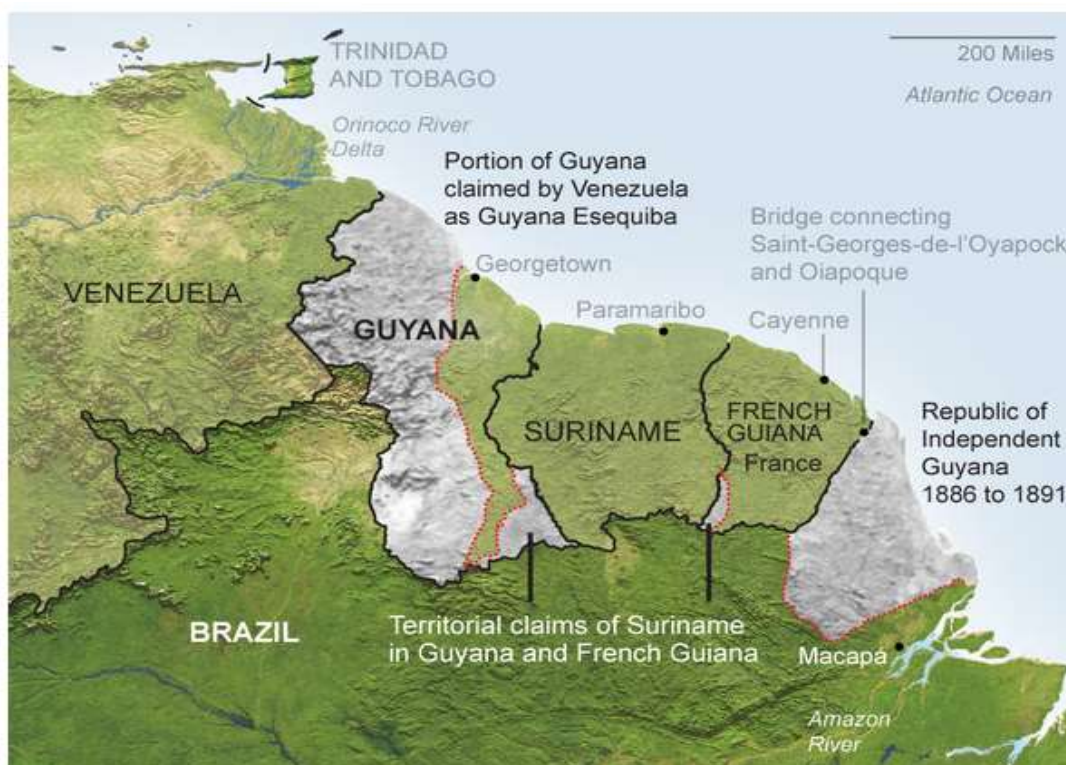 TRINIDAD
AND TOBAGO
200 Miles
Atlantic Ocean
Orinoco River
Delta
Portion of Guyana
claimed by Venezuela
as Guyana Esequiba
Bridge connecting
Saint-Georges-de-l'Oyapock
and Oiapoque
Georgetown
VENEZUELA
Paramaribo
Cayenne
GUYANA
SURINAME
FRENCH
GUIANA
France
Republic of
Independent
Guyana
1886 to 1891
BRAZIL
Territorial claims of Suriname
in Guyana and French Guiana
Macapá
Amazon
River